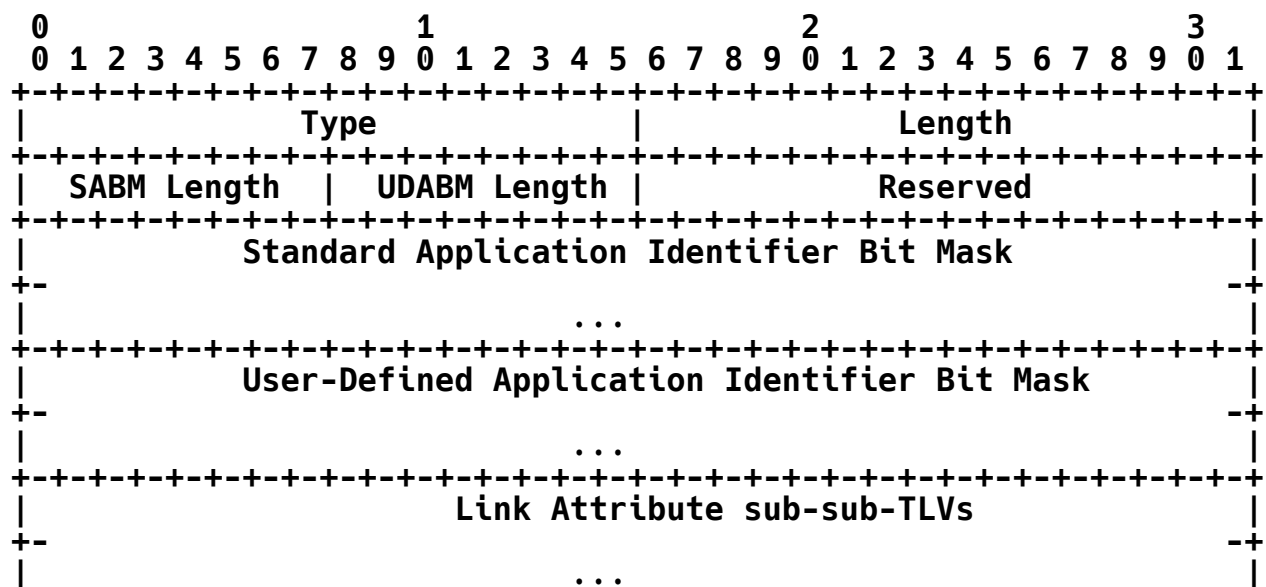 0                   1                   2                   3
 0 1 2 3 4 5 6 7 8 9 0 1 2 3 4 5 6 7 8 9 0 1 2 3 4 5 6 7 8 9 0 1
+-+-+-+-+-+-+-+-+-+-+-+-+-+-+-+-+-+-+-+-+-+-+-+-+-+-+-+-+-+-+-+-+
|              Type             |             Length            |
+-+-+-+-+-+-+-+-+-+-+-+-+-+-+-+-+-+-+-+-+-+-+-+-+-+-+-+-+-+-+-+-+
|  SABM Length  |  UDABM Length |            Reserved           |
+-+-+-+-+-+-+-+-+-+-+-+-+-+-+-+-+-+-+-+-+-+-+-+-+-+-+-+-+-+-+-+-+
|           Standard Application Identifier Bit Mask            |
+-                                                             -+
|                            ...                                |
+-+-+-+-+-+-+-+-+-+-+-+-+-+-+-+-+-+-+-+-+-+-+-+-+-+-+-+-+-+-+-+-+
|           User-Defined Application Identifier Bit Mask        |
+-                                                             -+
|                            ...                                |
+-+-+-+-+-+-+-+-+-+-+-+-+-+-+-+-+-+-+-+-+-+-+-+-+-+-+-+-+-+-+-+-+
|                      Link Attribute sub-sub-TLVs              |
+-                                                             -+
|                            ...                                |